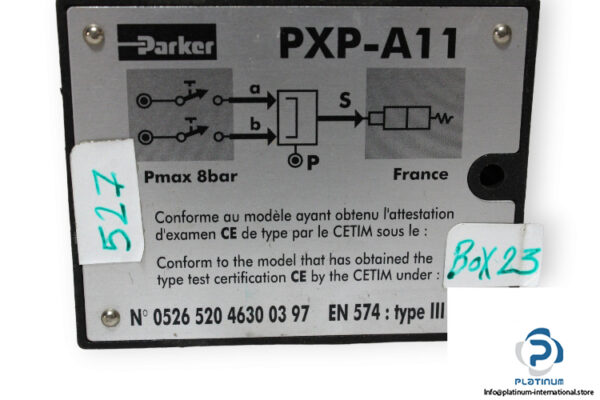 Parker PXP-A11
a
b
S
P
Pmax 8bar
France
527
Conforme au modèle ayant obtenu l'attestation
d'examen CE de type par le CETIM sous le :
Conform to the model that has obtained the
type test certification CE by the CETIM under :
BOX23
N° 0526 520 4630 03 97 EN 574 : type III
PLATINUM
Info@platinum-international.store